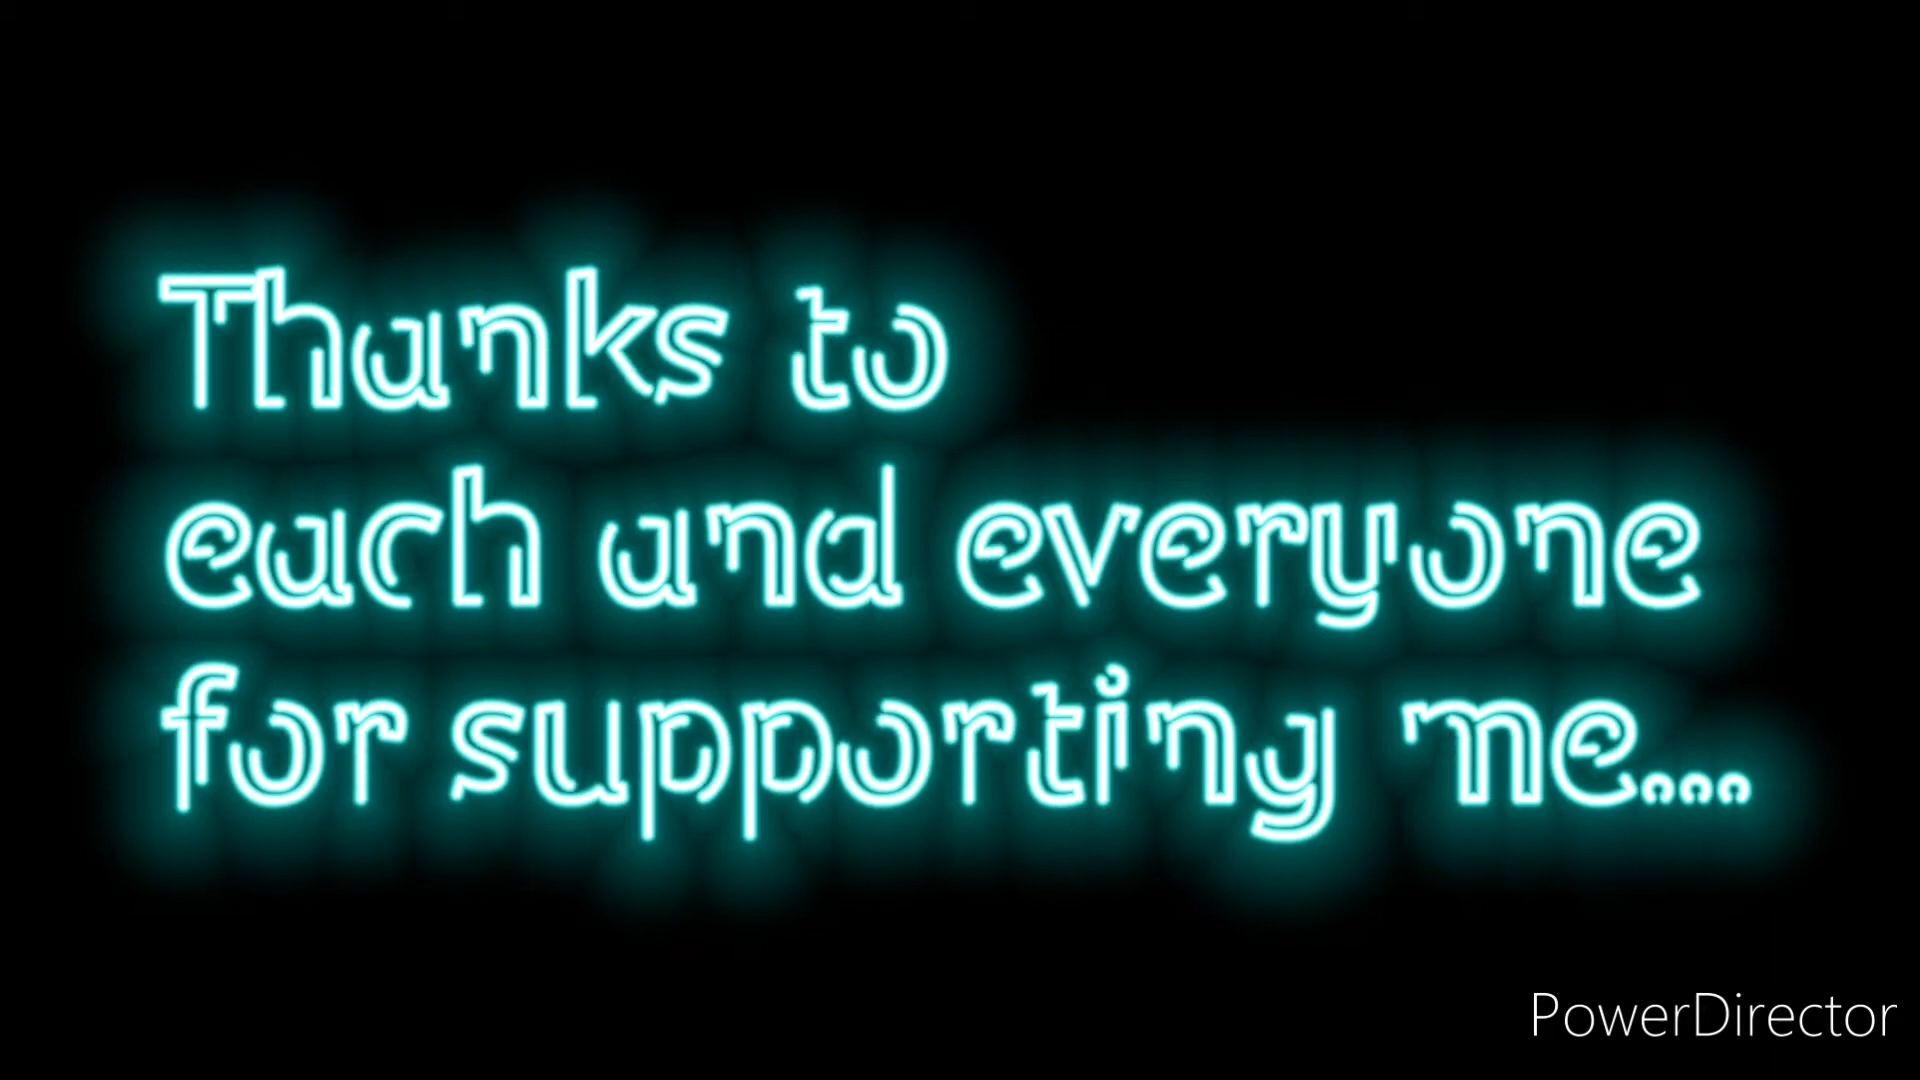 Thanks to
each and everyone
for supporting me...
PowerDirector